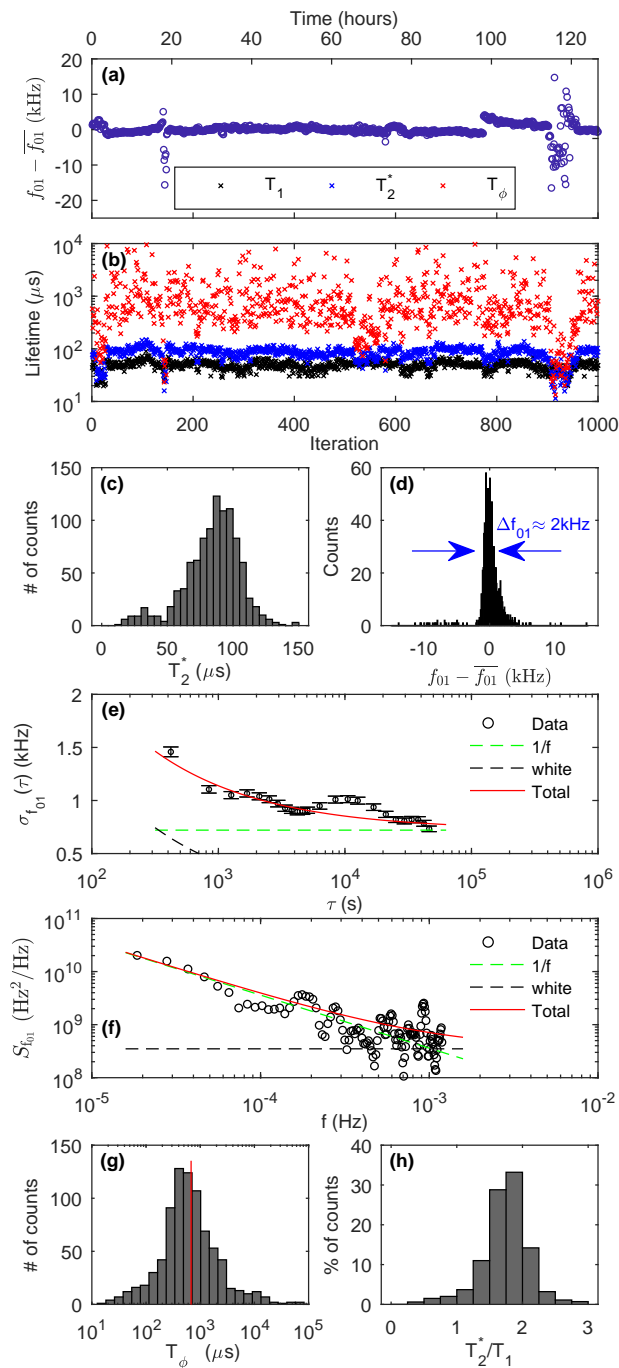 Time (hours)
0 20 40 60 80 100 120
(a)
20
10
0
-10
-20
f01 − f̅0̅1̅ (kHz)
× T1 × T2* × Tϕ
(b)
10^4
10^3
10^2
10^1
Lifetime (μs)
0 200 400 600 800 1000
Iteration
(c)
150
100
50
0
# of counts
0 50 100 150
T2* (μs)
(d)
60
40
20
0
Counts
Δf01≈ 2kHz
-10 0 10
f01 − f̅0̅1̅ (kHz)
(e)
2
1.5
1
0.5
σf01(τ) (kHz)
Data
1/f
white
Total
10^2 10^3 10^4 10^5 10^6
τ (s)
(f)
10^11
10^10
10^9
10^8
Sf01 (Hz²/Hz)
Data
1/f
white
Total
10^-5 10^-4 10^-3 10^-2
f (Hz)
(g)
150
100
50
0
# of counts
10^1 10^2 10^3 10^4 10^5
Tϕ (μs)
(h)
40
30
20
10
0
% of counts
0 1 2 3
T2*/T1